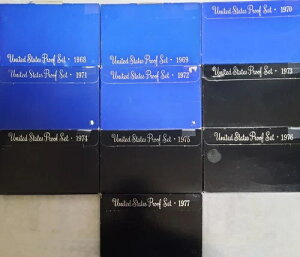 United States Proof Set · 1968
United States Proof Set · 1969
United States Proof Set · 1970
United States Proof Set · 1971
United States Proof Set · 1972
United States Proof Set · 1973
United States Proof Set · 1974
United States Proof Set · 1975
United States Proof Set · 1976
United States Proof Set · 1977